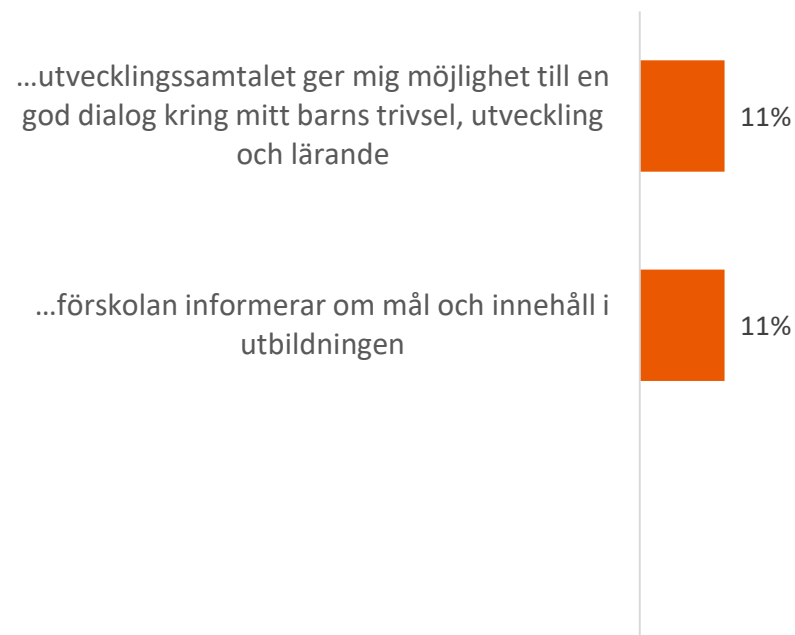 …utvecklingssamtalet ger mig möjlighet till en
god dialog kring mitt barns trivsel, utveckling
och lärande
11%
…förskolan informerar om mål och innehåll i
utbildningen
11%